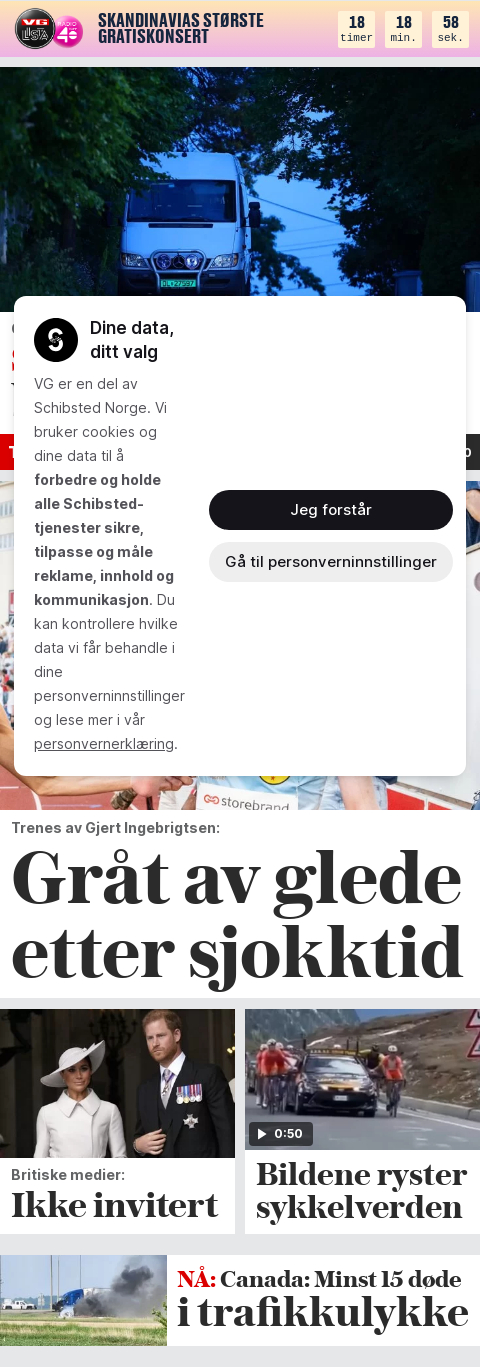 VG
LISTA
RADIO
SKANDINAVIAS STØRSTE
GRATISKONSERT
18
timer
18
min.
58
sek.
Dine data,
ditt valg
VG er en del av
Schibsted Norge. Vi
bruker cookies og
dine data til å
forbedre og holde
alle Schibsted-
tjenester sikre,
tilpasse og måle
reklame, innhold og
kommunikasjon. Du
kan kontrollere hvilke
data vi får behandle i
dine
personverninnstillinger
og lese mer i vår
personvernerklæring.
Jeg forstår
Gå til personverninnstillinger
storebrand
Trenes av Gjert Ingebrigtsen:
Gråt av glede
etter sjokktid
Britiske medier:
Ikke invitert
0:50
Bildene ryster
sykkelverden
NÅ: Canada: Minst 15 døde
i trafikkulykke